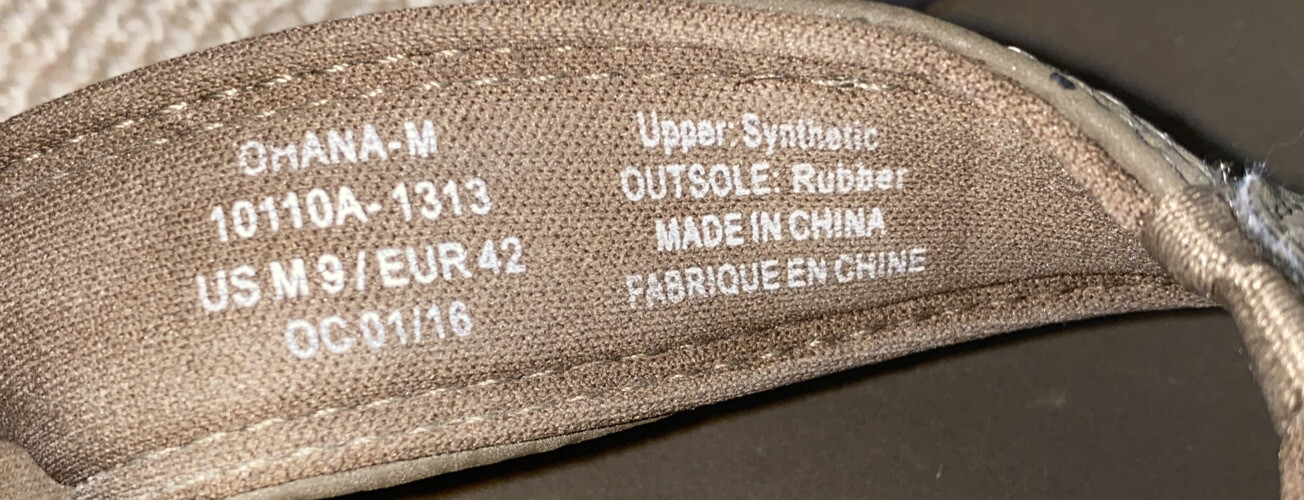 OHANA-M
10110A-1313
US M 9 / EUR 42
OC 01/16
Upper: Synthetic
OUTSOLE: Rubber
MADE IN CHINA
FABRIQUE EN CHINE